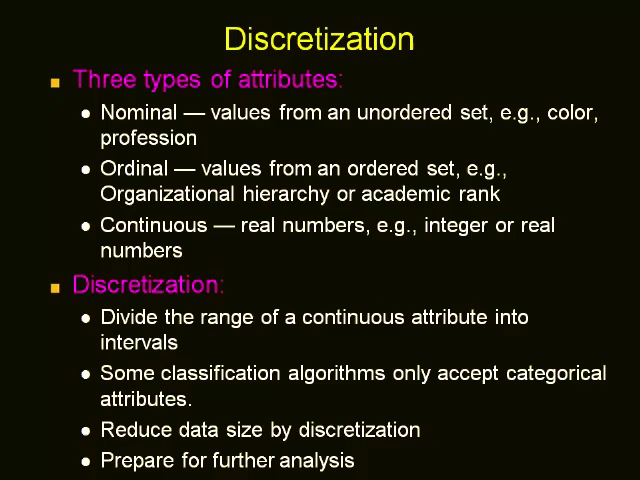 Discretization
Three types of attributes:
Nominal — values from an unordered set, e.g., color,
profession
Ordinal — values from an ordered set, e.g.,
Organizational hierarchy or academic rank
Continuous — real numbers, e.g., integer or real
numbers
Discretization:
Divide the range of a continuous attribute into
intervals
Some classification algorithms only accept categorical
attributes.
Reduce data size by discretization
Prepare for further analysis